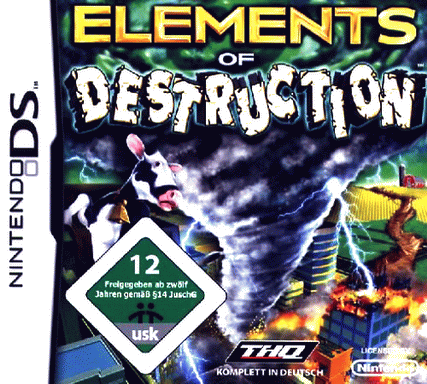 ELEMENTS
OF
DESTRUCTION
NINTENDO DS
TM
12
Freigegeben ab zwölf
Jahren gemäß §14 JuschG
usk
THQ
KOMPLETT IN DEUTSCH
Nintendo